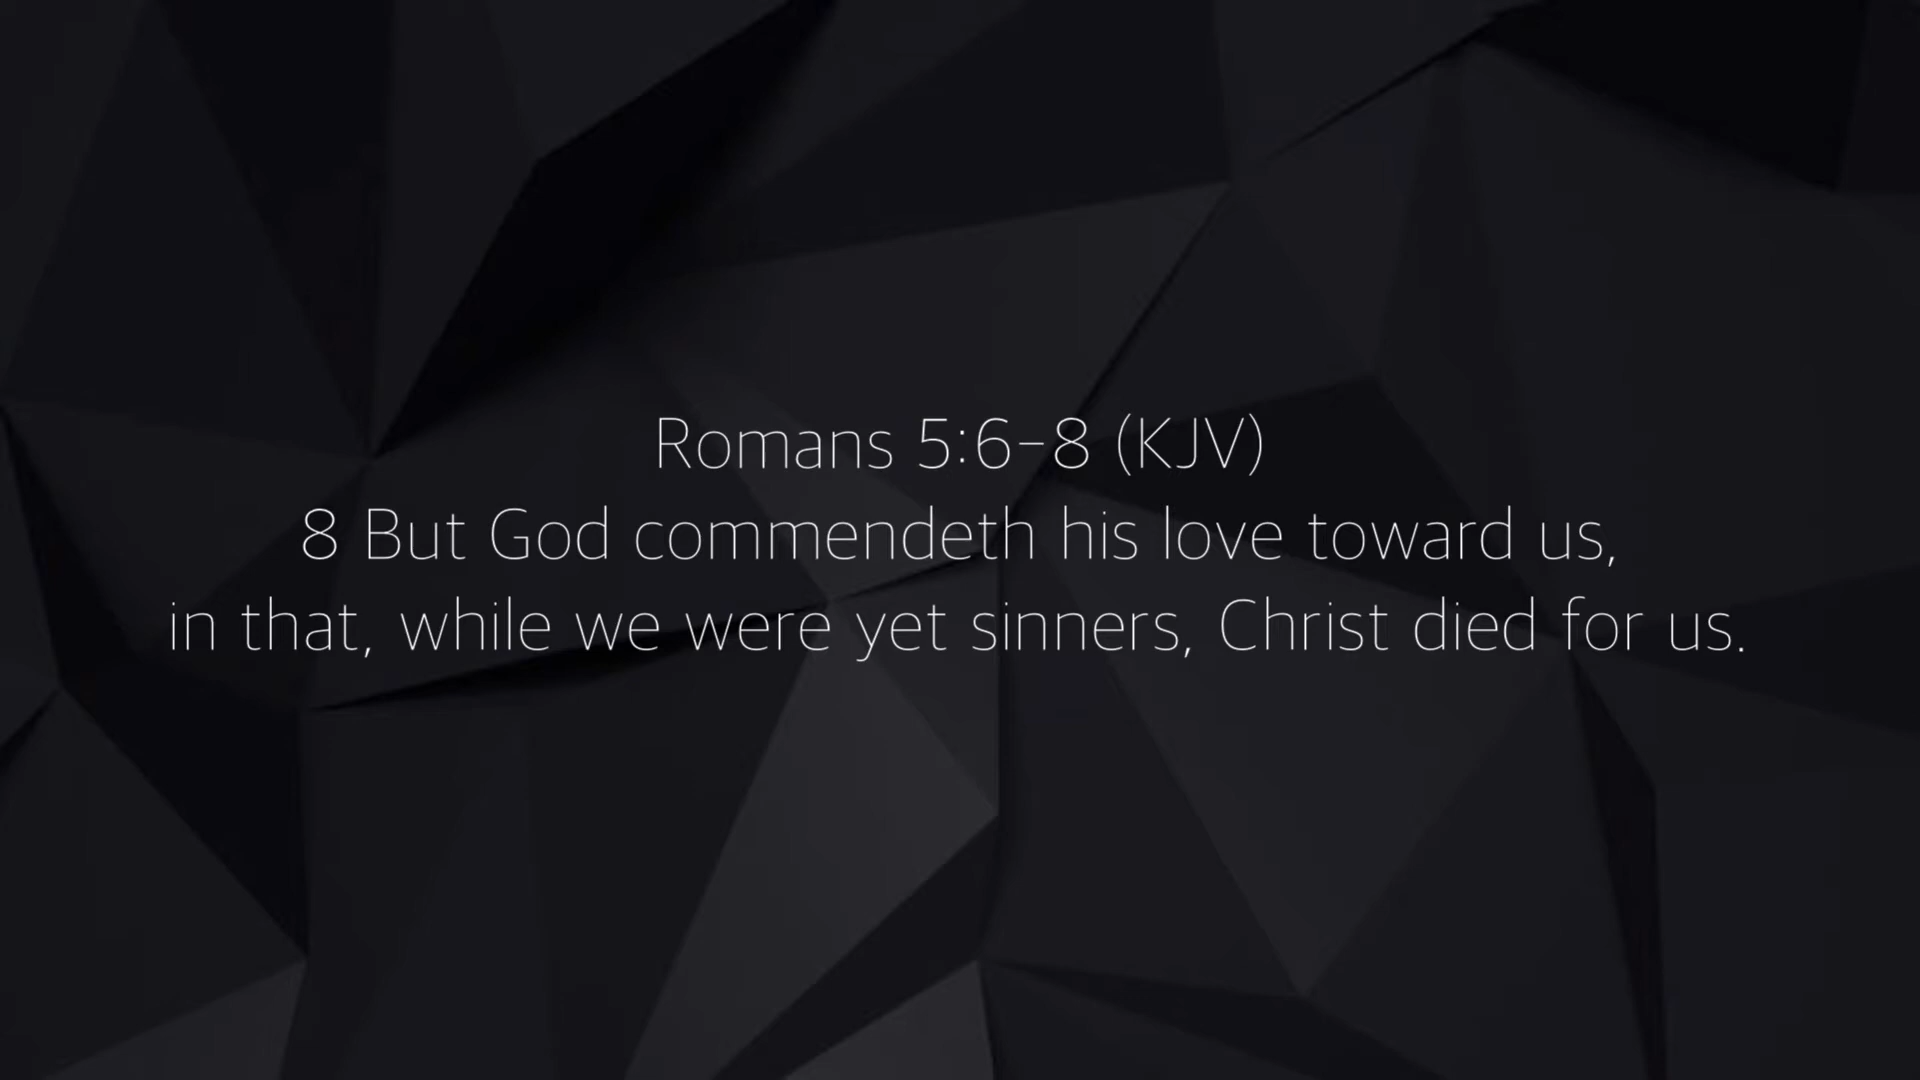 Romans 5:6–8 (KJV)
8 But God commendeth his love toward us,
in that, while we were yet sinners, Christ died for us.